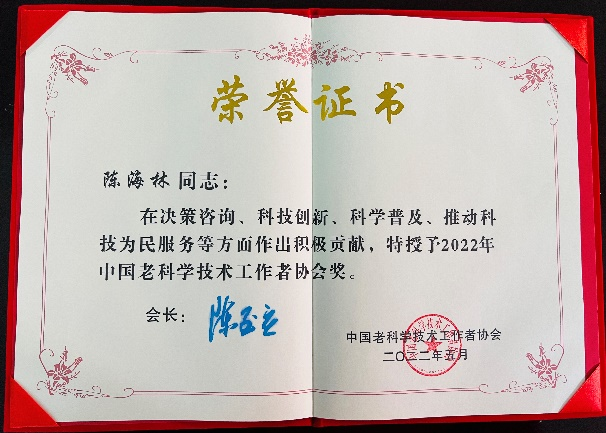 荣誉证书
陈海林 同志：
在决策咨询、科技创新、科学普及、推动科
技为民服务等方面作出积极贡献，特授予2022年
中国老科学技术工作者协会奖。
会长：陈至立
中国老科学技术工作者协会
二〇二二年五月